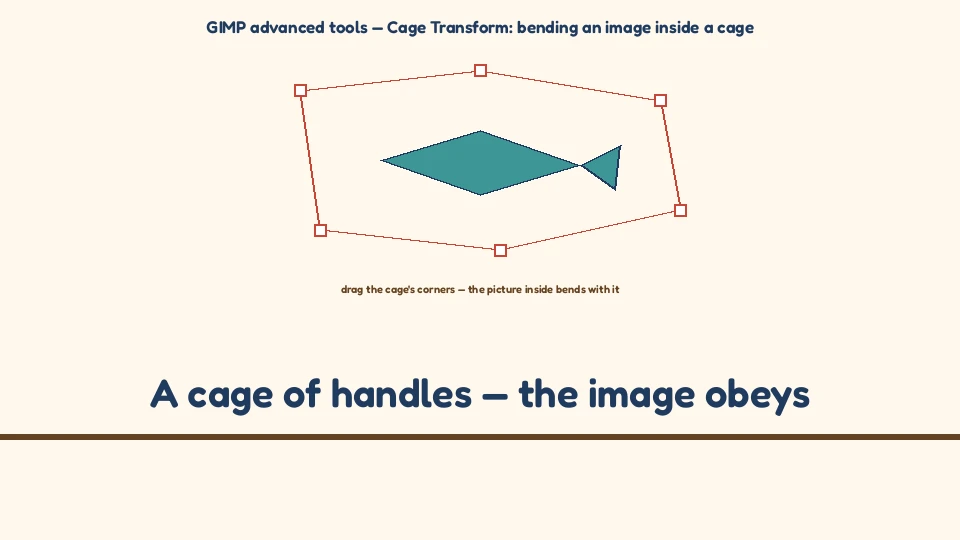 GIMP advanced tools — Cage Transform: bending an image inside a cage
drag the cage's corners — the picture inside bends with it
A cage of handles — the image obeys